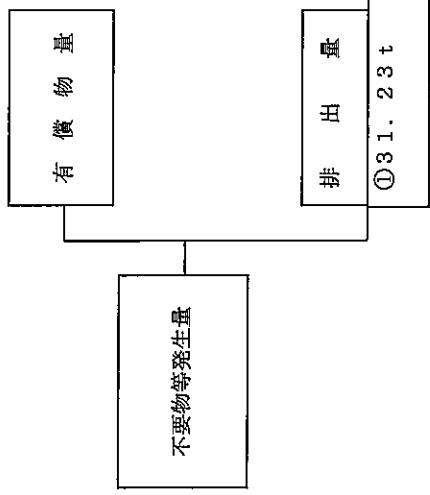 有償物量
不要物等発生量
排出量
①31.23t